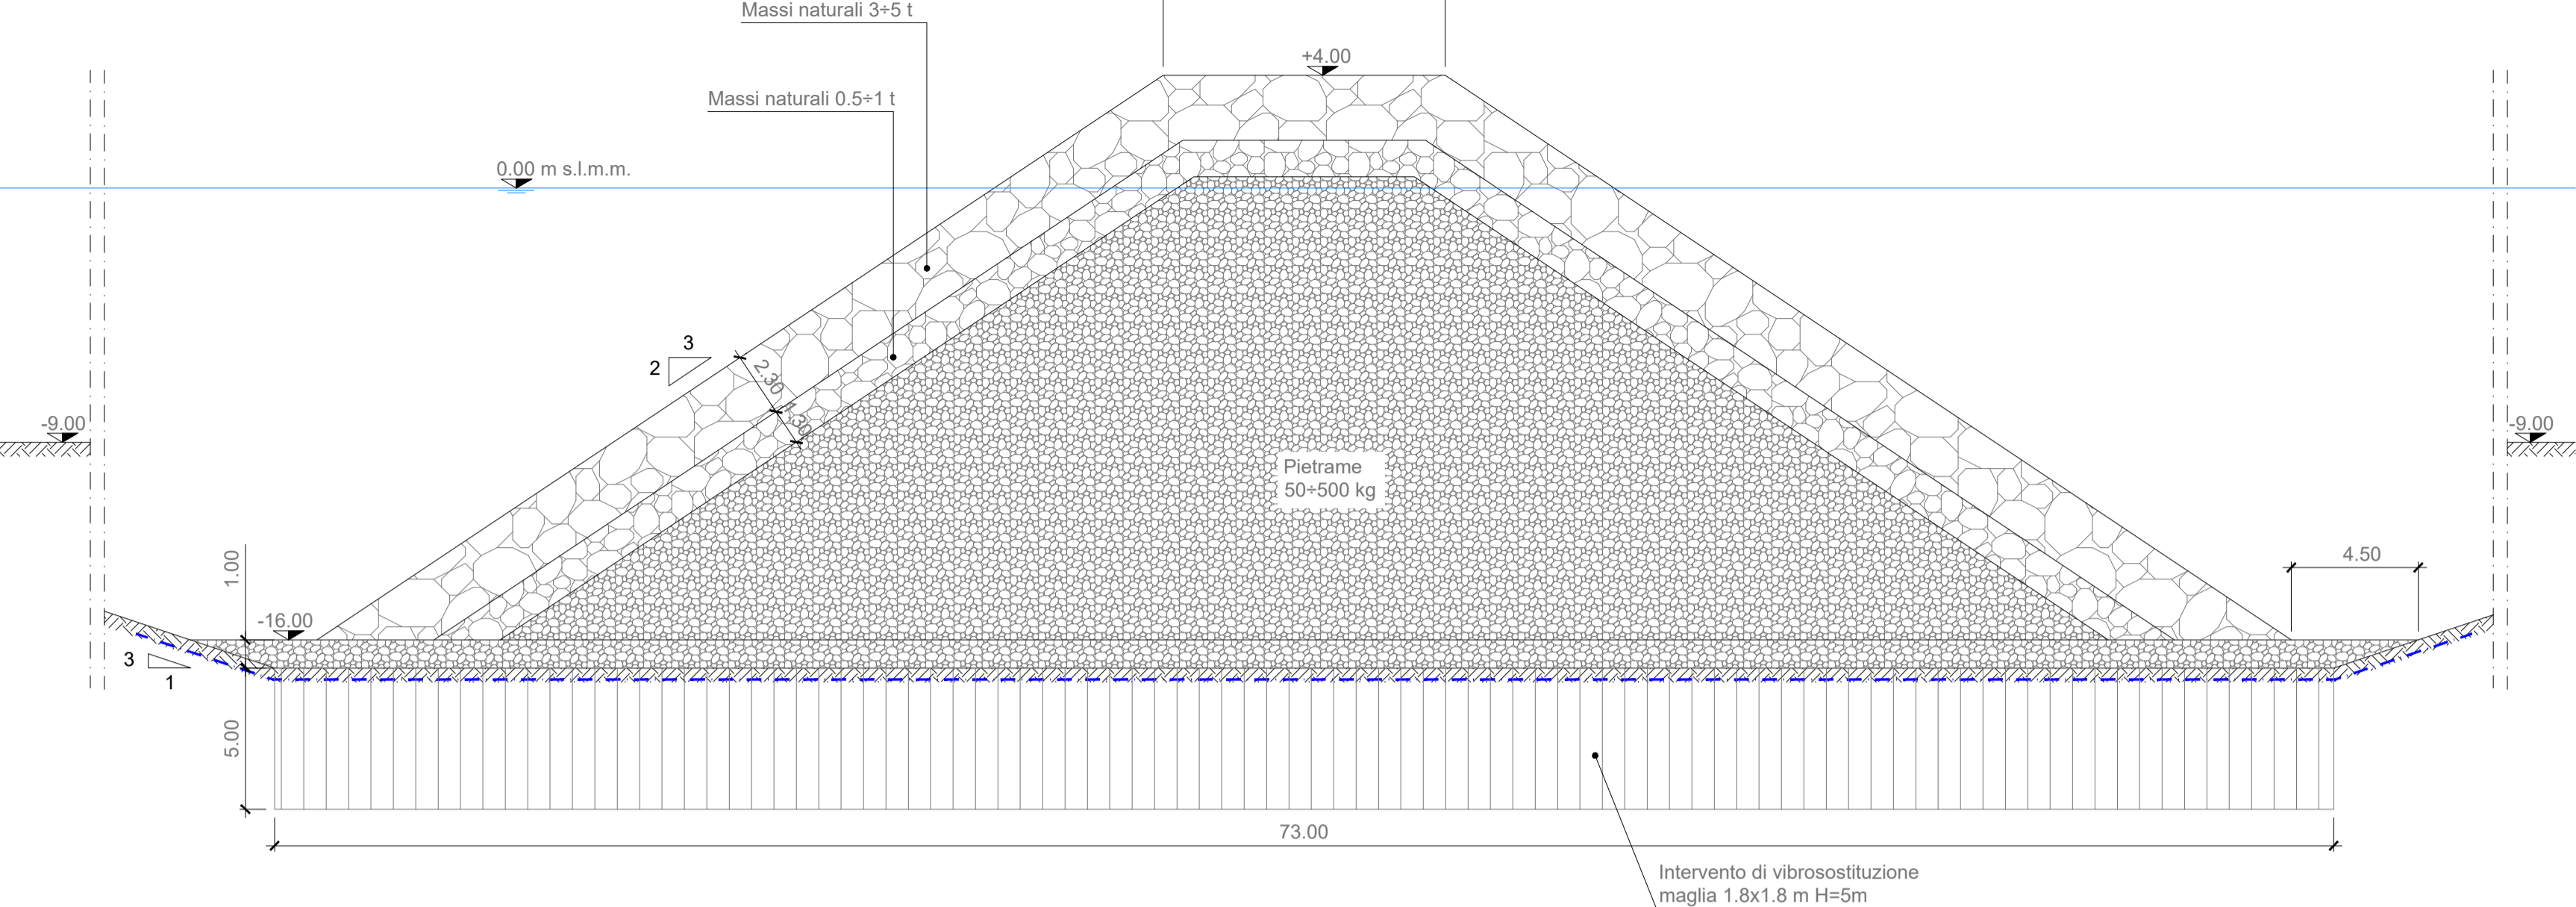 Massi naturali 3÷5 t
+4.00
Massi naturali 0.5÷1 t
0.00 m s.l.m.m.
3
2
2.30
1.30
-9.00
-9.00
Pietrame
50÷500 kg
1.00
4.50
-16.00
3
1
5.00
73.00
Intervento di vibrosostituzione
maglia 1.8x1.8 m H=5m